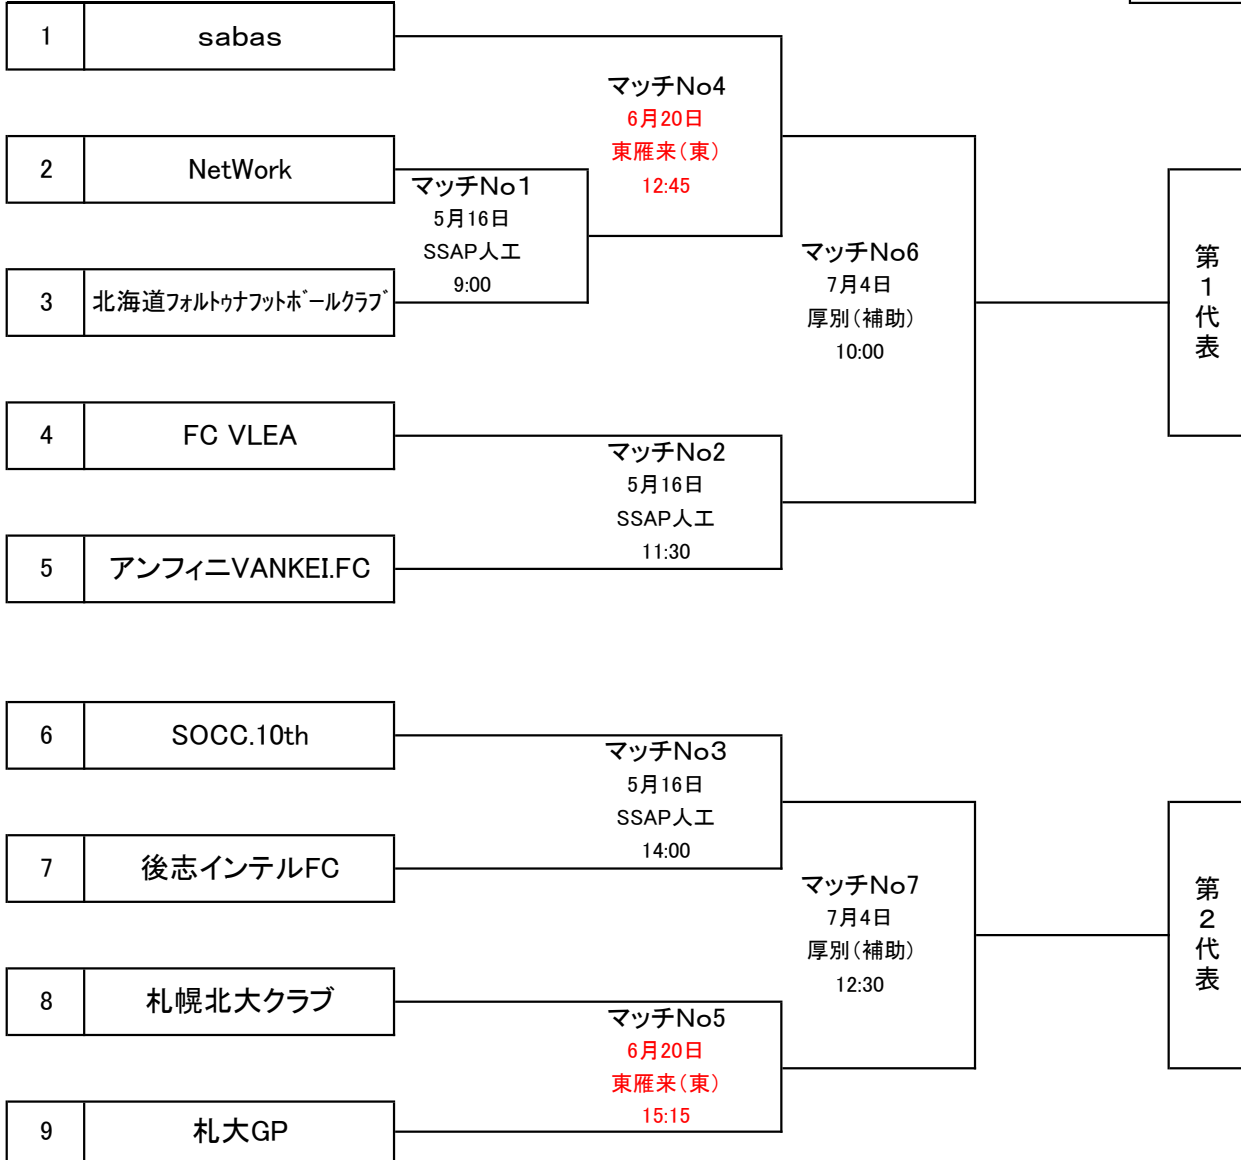 1 sabas
マッチNo4
6月20日
東雁来(東)
12:45
2 NetWork
マッチNo1
5月16日
SSAP人工
9:00
3 北海道フォルトゥナフットボールクラブ
マッチNo6
7月4日
厚別(補助)
10:00
第1代表
4 FC VLEA
マッチNo2
5月16日
SSAP人工
11:30
5 アンフィニVANKEI.FC
6 SOCC.10th
マッチNo3
5月16日
SSAP人工
14:00
7 後志インテルFC
マッチNo7
7月4日
厚別(補助)
12:30
第2代表
8 札幌北大クラブ
マッチNo5
6月20日
東雁来(東)
15:15
9 札大GP